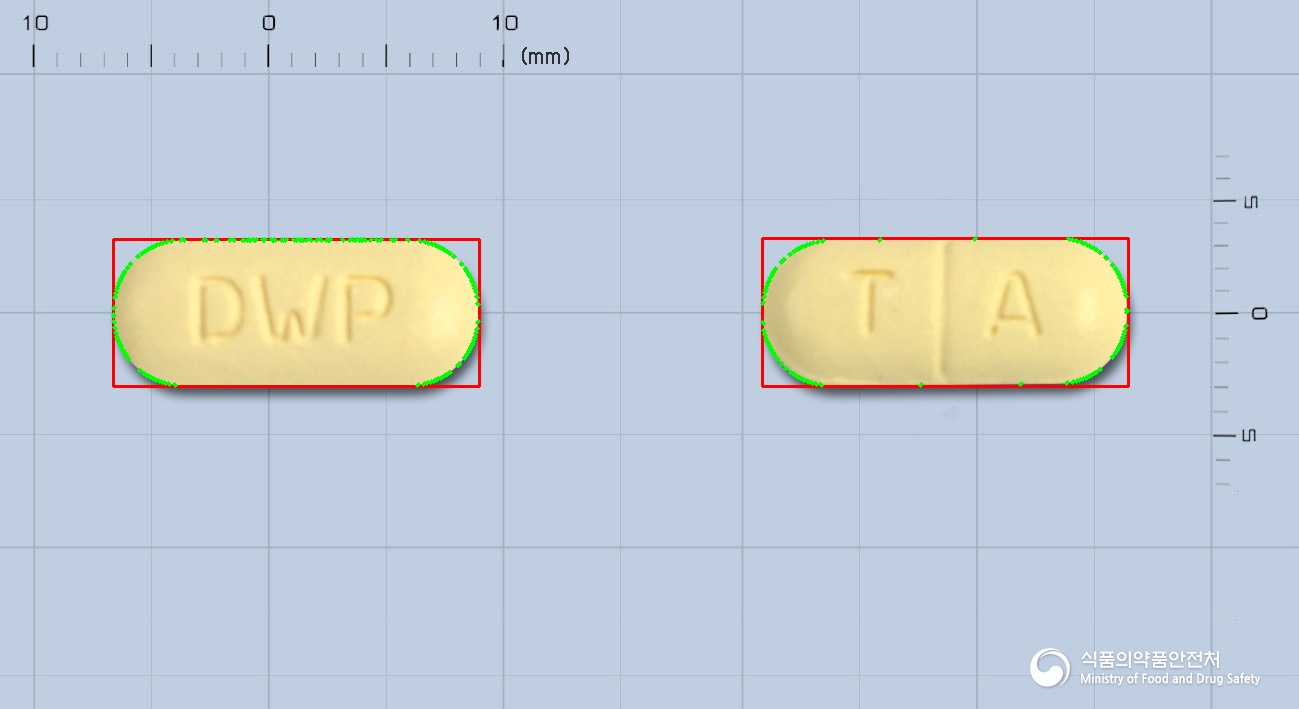 10 0 10
(mm)
5
DWP
T A
0
5
식품의약품안전처
Ministry of Food and Drug Safety